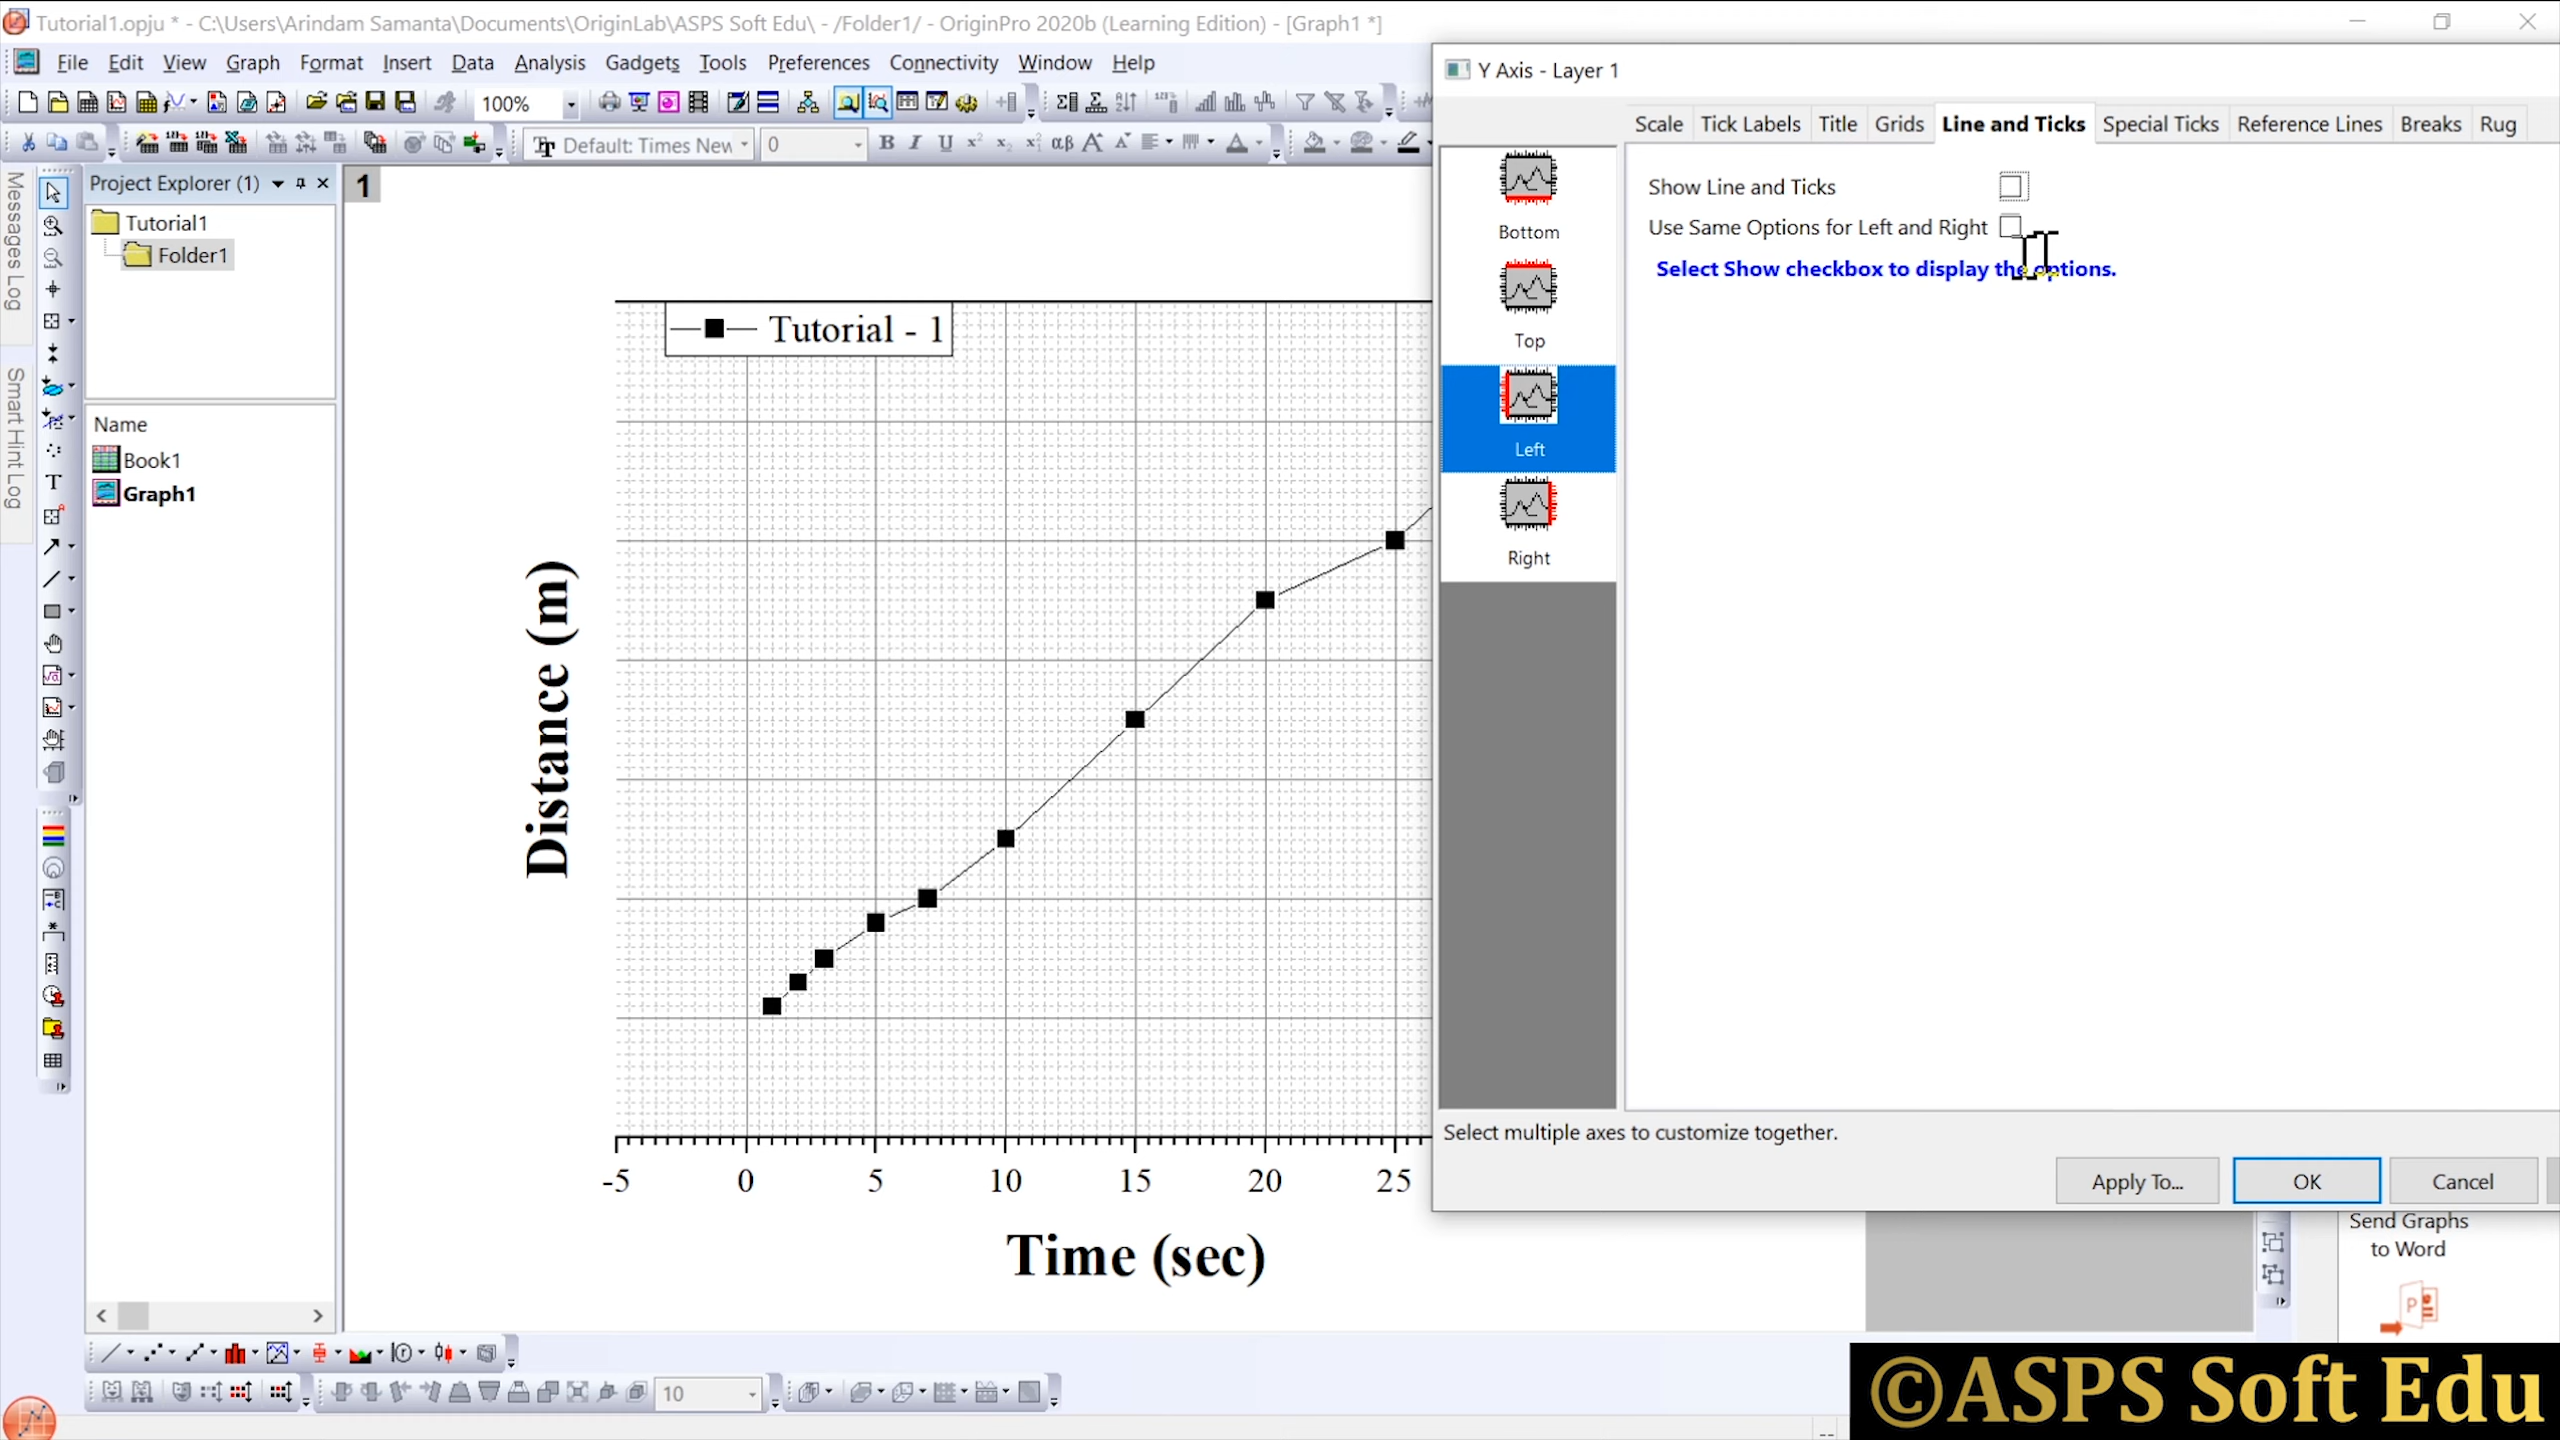 Tutorial1.opju * - C:\Users\Arindam Samanta\Documents\OriginLab\ASPS Soft Edu\ - /Folder1/ - OriginPro 2020b (Learning Edition) - [Graph1 *]
File Edit View Graph Format Insert Data Analysis Gadgets Tools Preferences Connectivity Window Help
100%
Default: Times New 0
Messages Log
Smart Hint Log
Project Explorer (1)
Tutorial1
Folder1
Name
Book1
Graph1
1
Tutorial - 1
Distance (m)
-5 0 5 10 15 20 25
Time (sec)
Y Axis - Layer 1
Scale Tick Labels Title Grids Line and Ticks Special Ticks Reference Lines Breaks Rug
Bottom
Top
Left
Right
Show Line and Ticks
Use Same Options for Left and Right
Select Show checkbox to display the options.
Select multiple axes to customize together.
Apply To... OK Cancel
Send Graphs
to Word
10
©ASPS Soft Edu